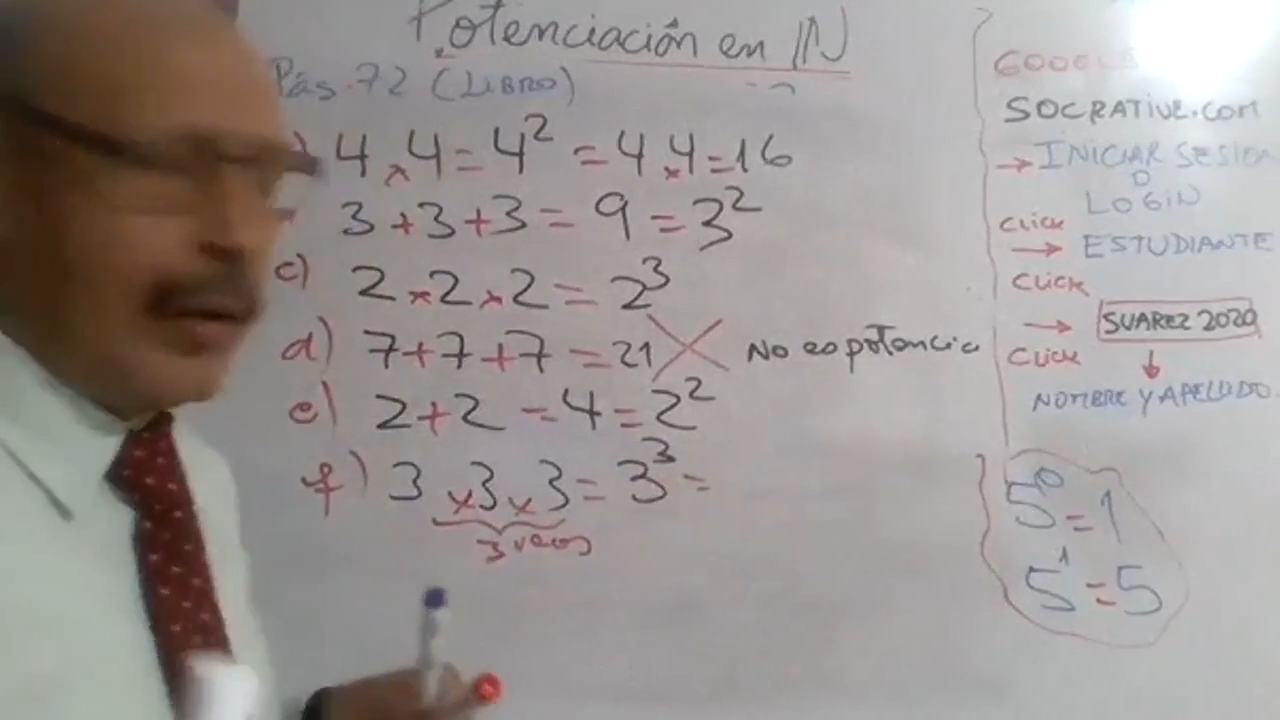 Potenciación en IN
Pág. 72 (LIBRO)
) 4 x 4 = 4² = 4 x 4 = 16
3 + 3 + 3 = 9 = 3²
c) 2 x 2 x 2 = 2³
d) 7 + 7 + 7 = 21 X No es potencia
e) 2 + 2 = 4 = 2²
f) 3 x 3 x 3 = 3³ =
3 veces
GOOGLE
SOCRATIVE.COM
→ INICIAR SESION
O
LOGIN
CLICK
→ ESTUDIANTE
CLICK
→ SUAREZ 2020
CLICK
NOMBRE Y APELLIDO
5⁰ = 1
5¹ = 5